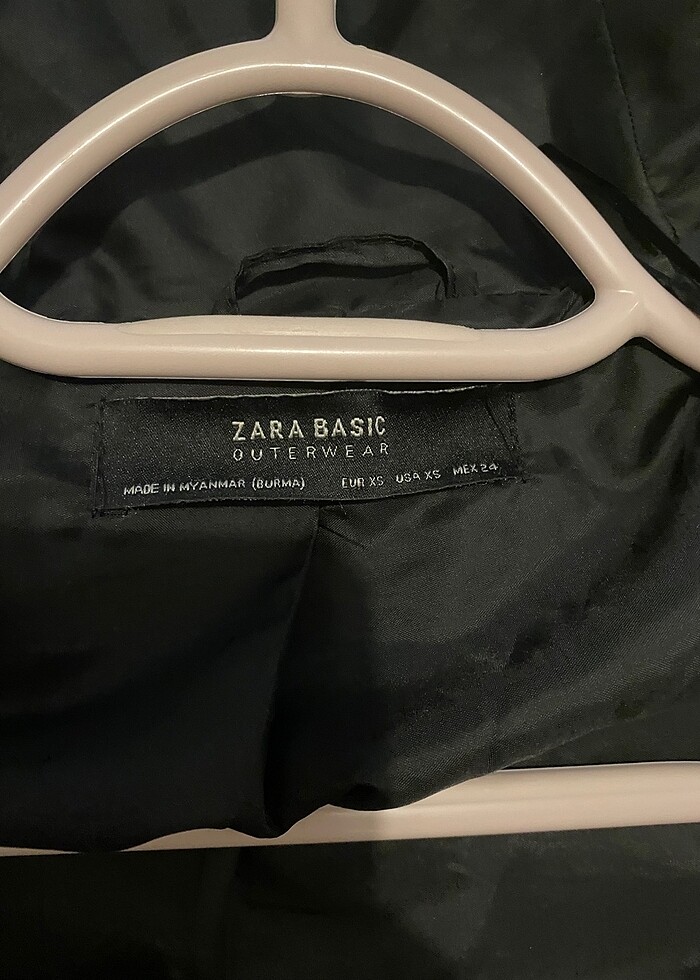 ZARA BASIC
OUTERWEAR
MADE IN MYANMAR (BURMA) EUR XS USA XS MEX 24